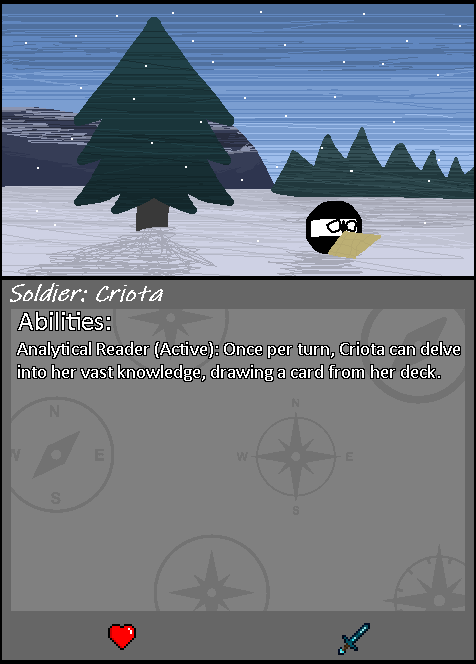 Soldier: Criota
Abilities:
Analytical Reader (Active): Once per turn, Criota can delve
into her vast knowledge, drawing a card from her deck.
N
N
W E
W E
S
S